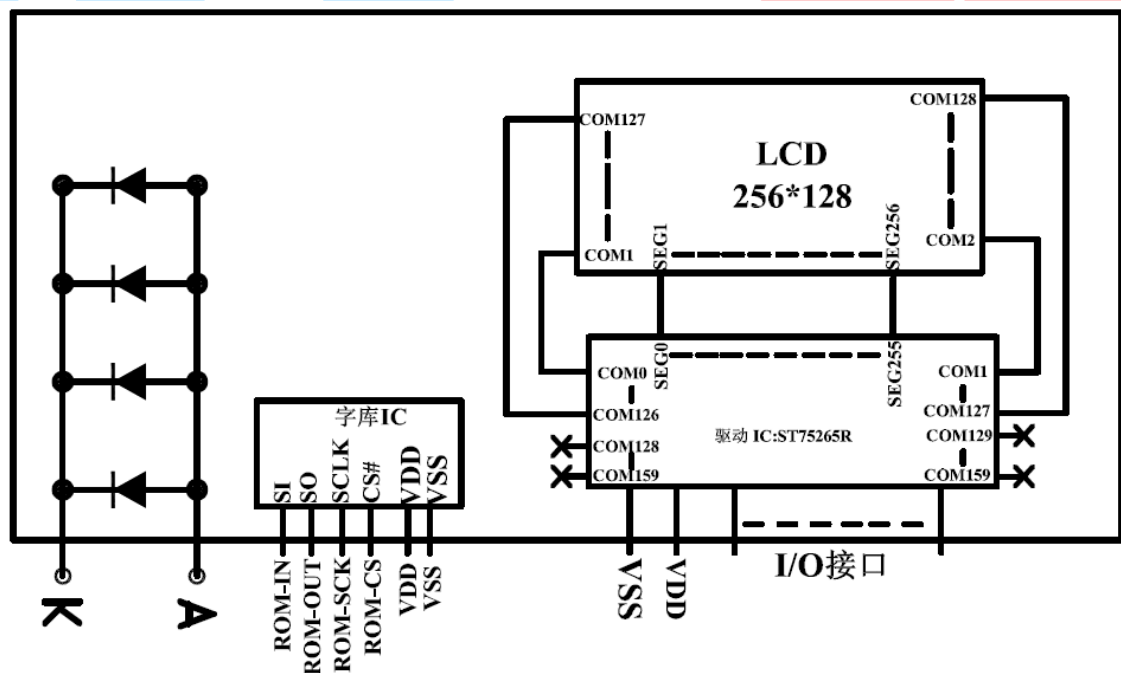 COM128
COM127
LCD
256*128
COM1
SEG1
SEG256
COM2
SEG0
SEG255
COM0
COM1
COM126
COM127
驱动 IC:ST75265R
COM128
COM129
COM159
COM159
字库IC
SI
SO
SCLK
CS#
VDD
VSS
ROM-IN
ROM-OUT
ROM-SCK
ROM-CS
VDD
VSS
VSS
VDD
I/O接口
K
A